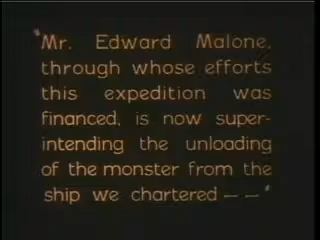 "Mr. Edward Malone,
through whose efforts
this expedition was
financed, is now super-
intending the unloading
of the monster from the
ship we chartered — —"